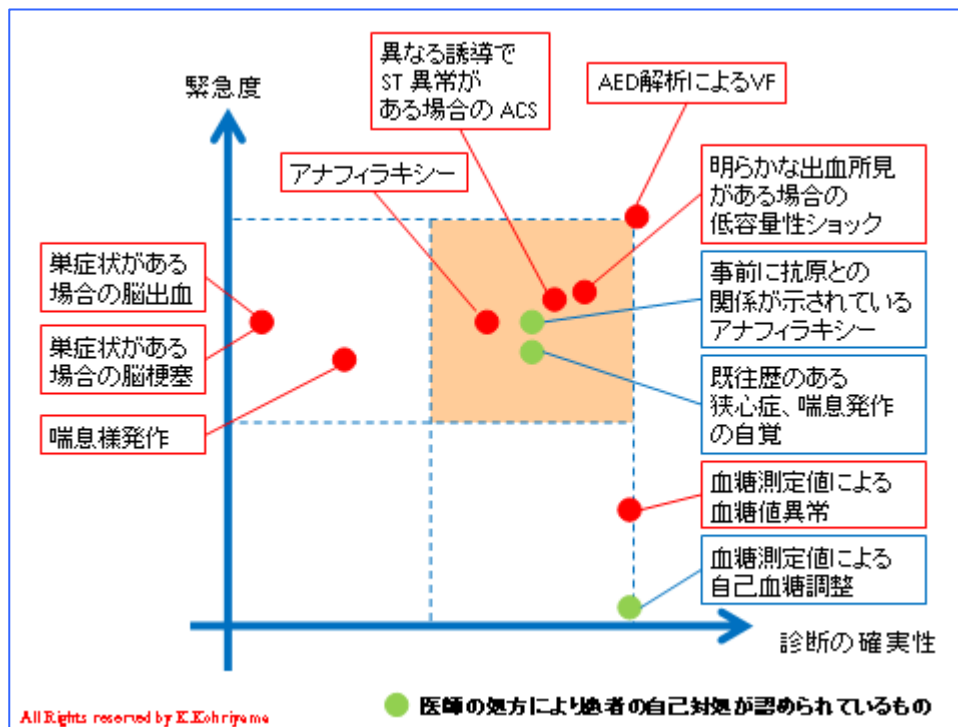 緊急度
異なる誘導で
ST 異常が
ある場合の ACS
AED解析によるVF
アナフィラキシー
明らかな出血所見
がある場合の
低容量性ショック
巣症状がある
場合の脳出血
事前に抗原との
関係が示されている
アナフィラキシー
巣症状がある
場合の脳梗塞
既往歴のある
狭心症、喘息発作
の自覚
喘息様発作
血糖測定値による
血糖値異常
血糖測定値による
自己血糖調整
診断の確実性
医師の処方により患者の自己対処が認められているもの
All Rights reserved by K.Kohriyama